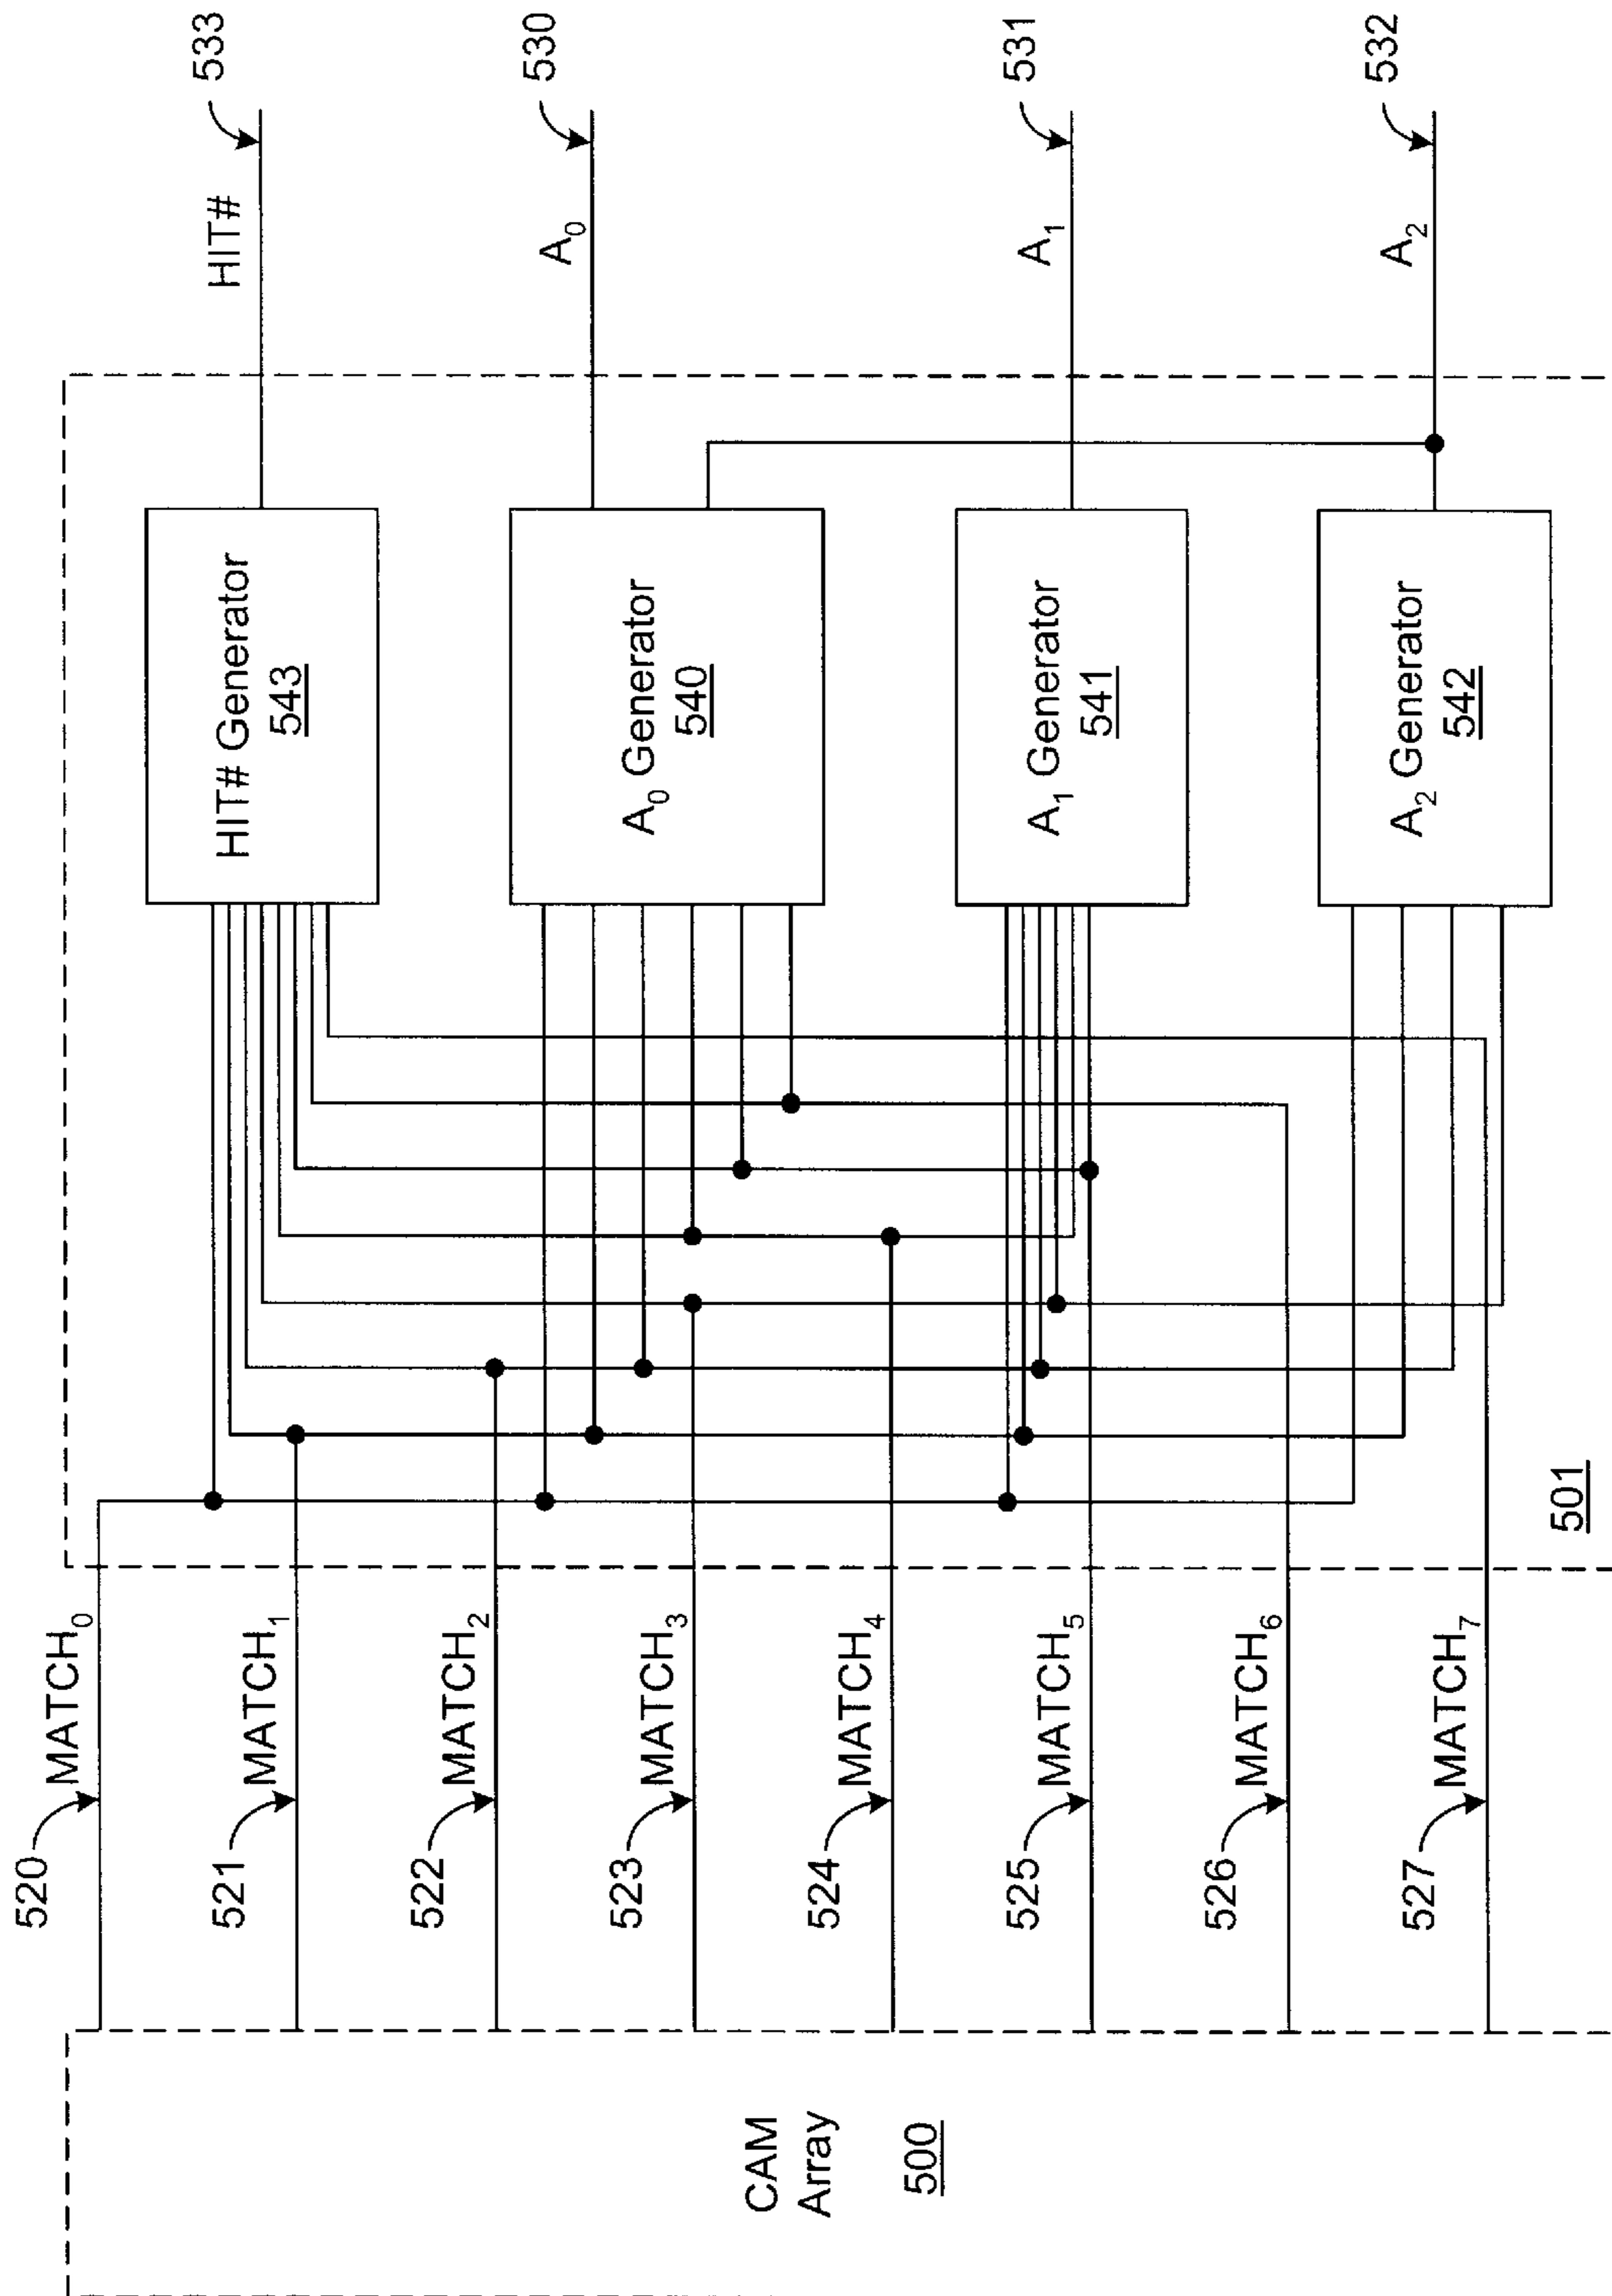 CAM
Array
500
520
MATCH₀
521
MATCH₁
522
MATCH₂
523
MATCH₃
524
MATCH₄
525
MATCH₅
526
MATCH₆
527
MATCH₇
501
HIT# Generator
543
A₀ Generator
540
A₁ Generator
541
A₂ Generator
542
HIT#
533
A₀
530
A₁
531
A₂
532